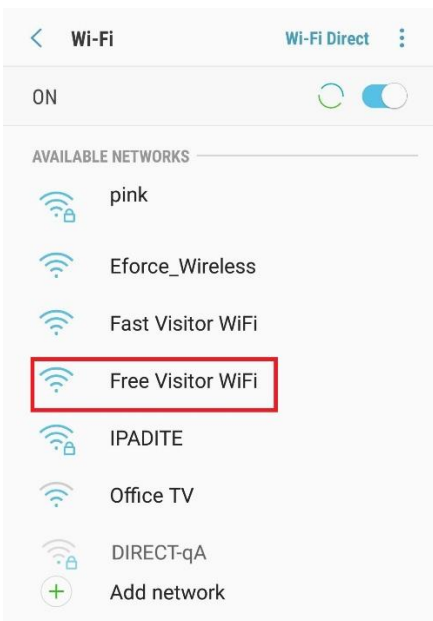 Wi-Fi Wi-Fi Direct
ON
AVAILABLE NETWORKS
pink
Eforce_Wireless
Fast Visitor WiFi
Free Visitor WiFi
IPADITE
Office TV
DIRECT-qA
Add network